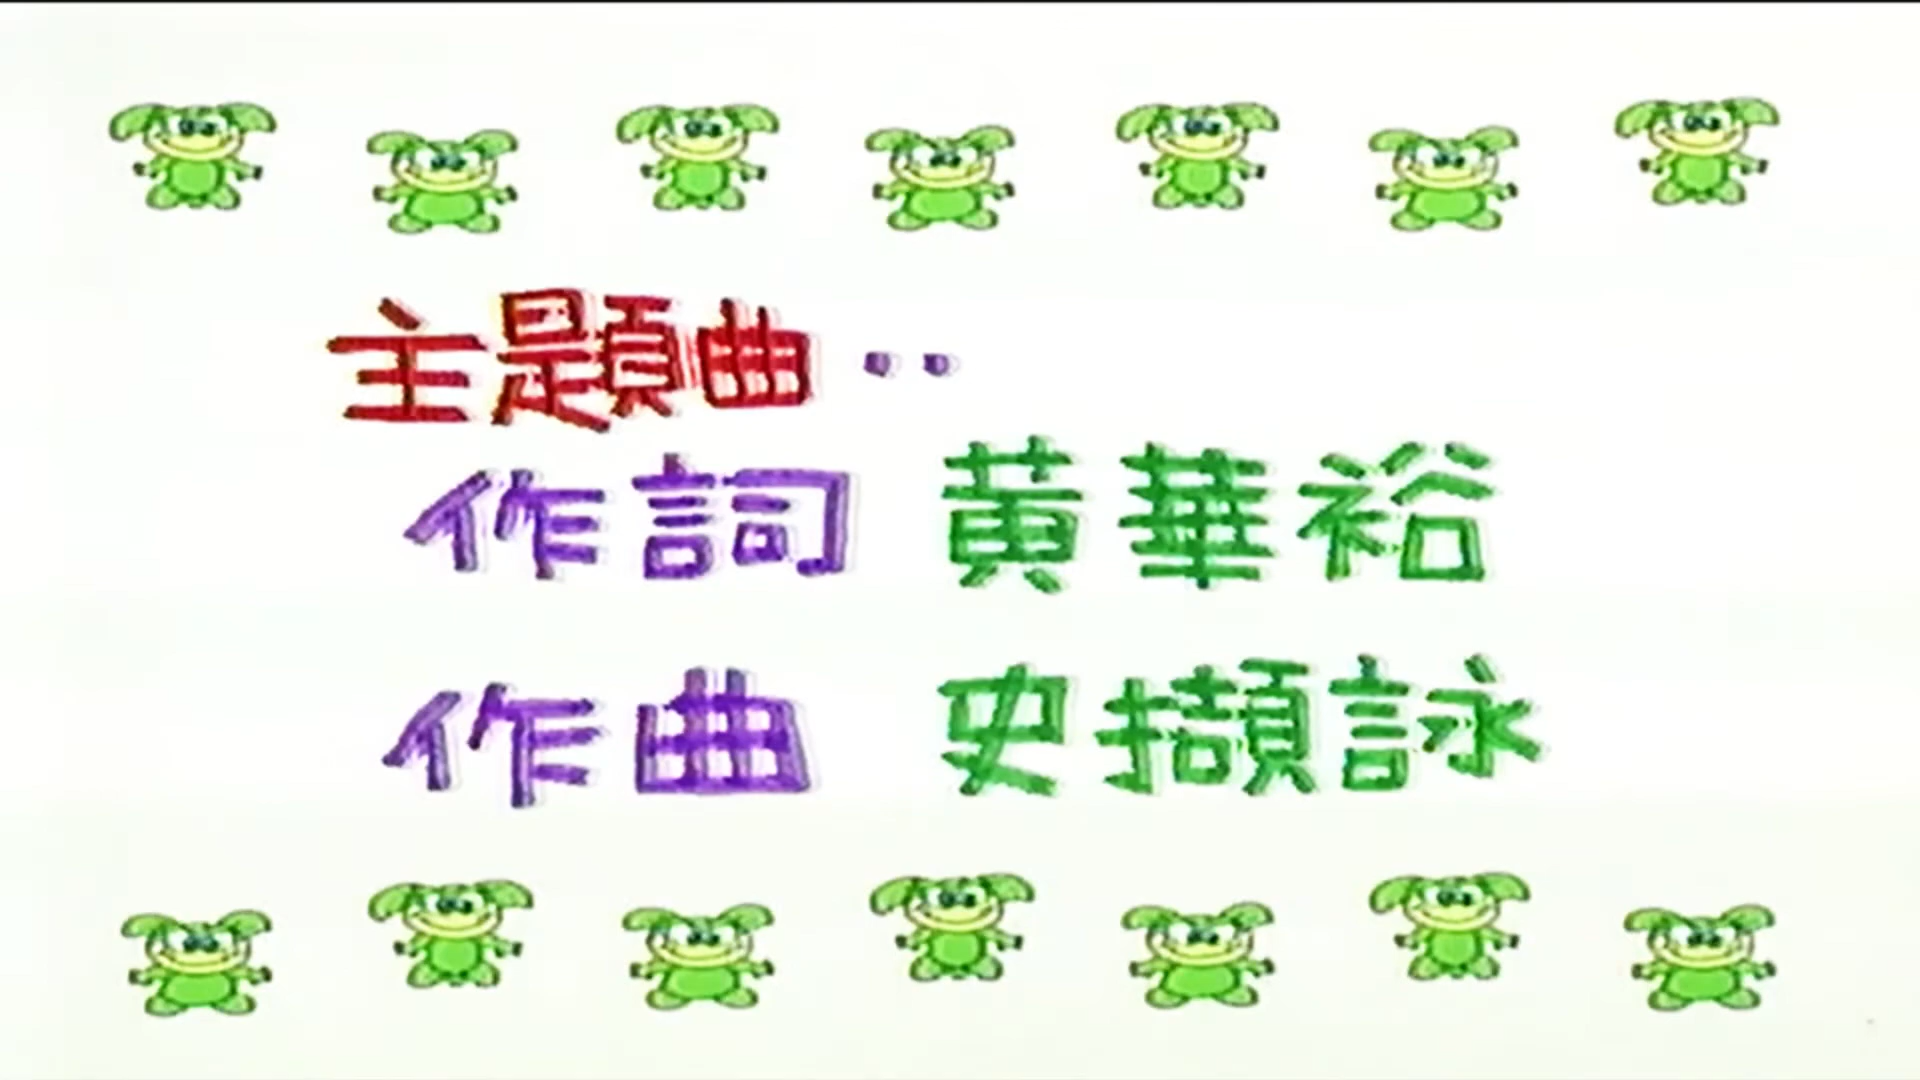 主題曲：
作詞 黃華裕
作曲 史擷詠